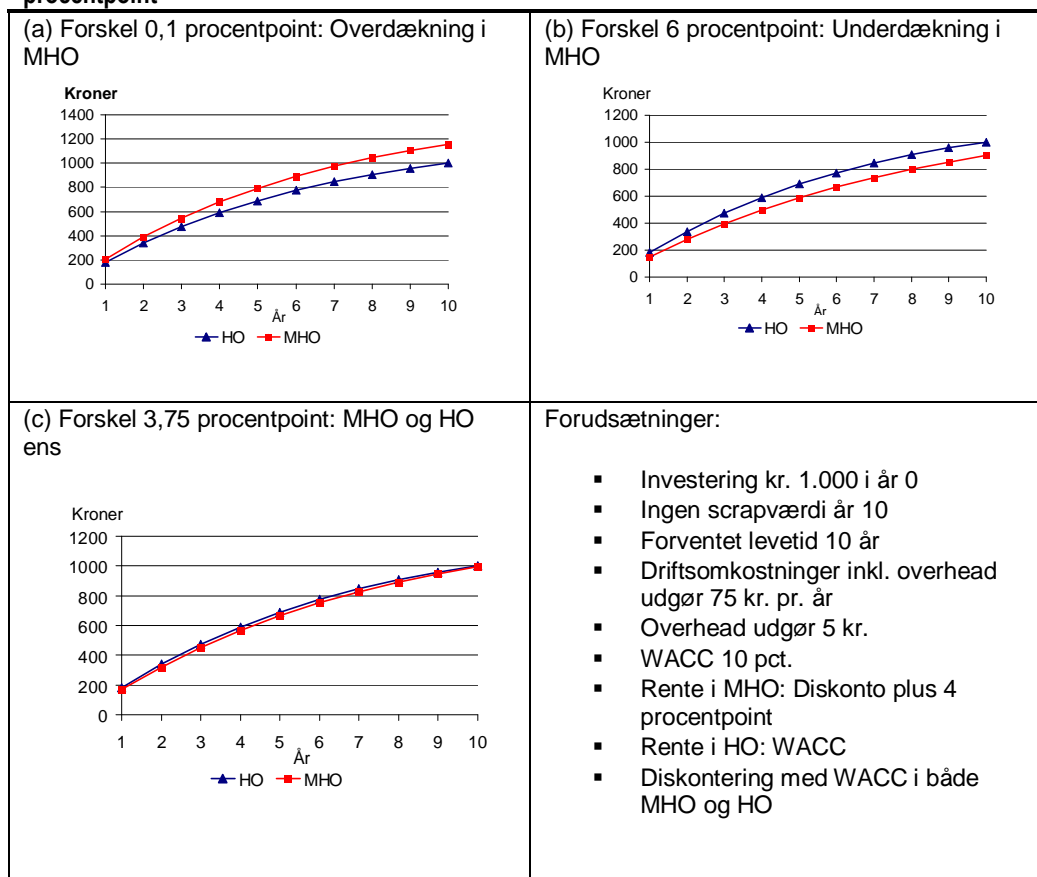 procentpoint
(a) Forskel 0,1 procentpoint: Overdækning i
MHO
Kroner
1400
1200
1000
800
600
400
200
0
1 2 3 4 5 6 7 8 9 10
År
HO MHO
(b) Forskel 6 procentpoint: Underdækning i
MHO
Kroner
1200
1000
800
600
400
200
0
1 2 3 4 5 6 7 8 9 10
År
HO MHO
(c) Forskel 3,75 procentpoint: MHO og HO
ens
Kroner
1200
1000
800
600
400
200
0
1 2 3 4 5 6 7 8 9 10
År
HO MHO
Forudsætninger:
▪ Investering kr. 1.000 i år 0
▪ Ingen scrapværdi år 10
▪ Forventet levetid 10 år
▪ Driftsomkostninger inkl. overhead
udgør 75 kr. pr. år
▪ Overhead udgør 5 kr.
▪ WACC 10 pct.
▪ Rente i MHO: Diskonto plus 4
procentpoint
▪ Rente i HO: WACC
▪ Diskontering med WACC i både
MHO og HO